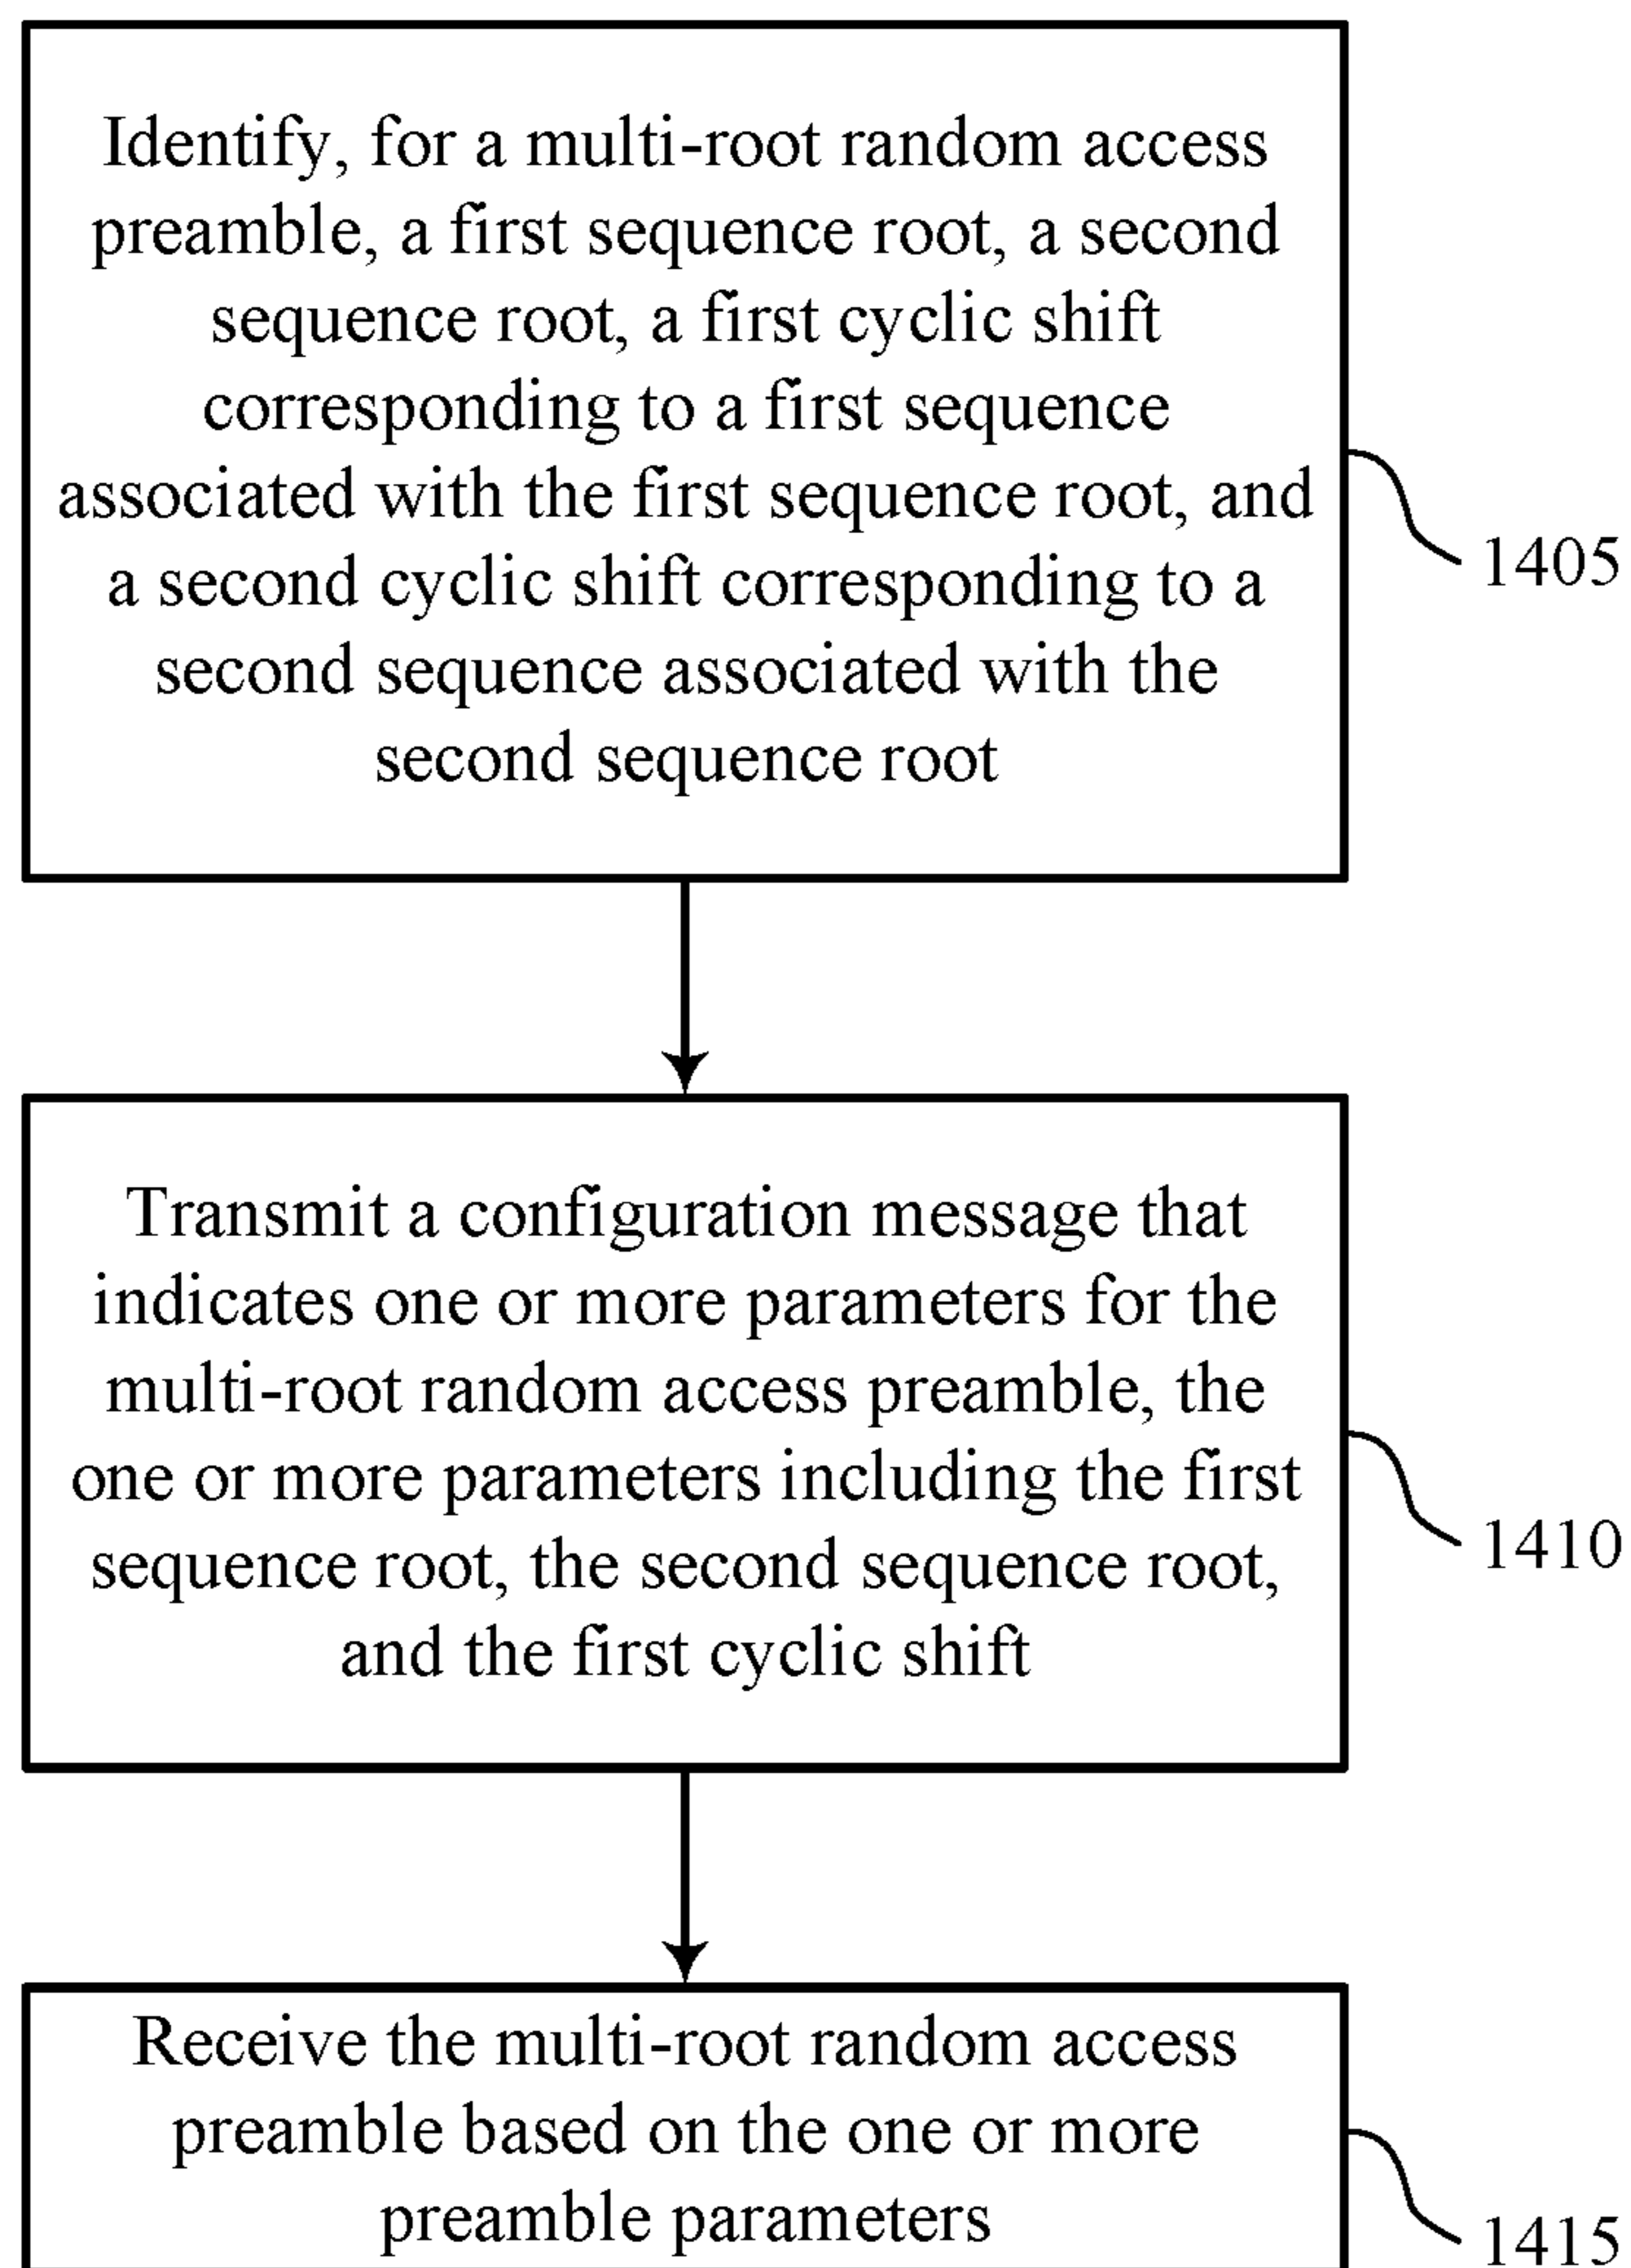 Identify, for a multi-root random access
preamble, a first sequence root, a second
sequence root, a first cyclic shift
corresponding to a first sequence
associated with the first sequence root, and
a second cyclic shift corresponding to a
second sequence associated with the
second sequence root
1405
Transmit a configuration message that
indicates one or more parameters for the
multi-root random access preamble, the
one or more parameters including the first
sequence root, the second sequence root,
and the first cyclic shift
1410
Receive the multi-root random access
preamble based on the one or more
preamble parameters
1415